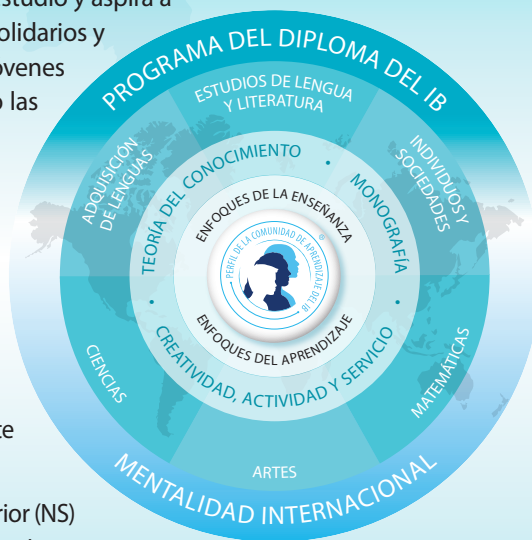 studio y aspira a
olidarios y
óvenes
o las
PROGRAMA DEL DIPLOMA DEL IB
ESTUDIOS DE LENGUA
Y LITERATURA
ADQUISICIÓN
DE LENGUAS
INDIVIDUOS Y
SOCIEDADES
TEORÍA DEL CONOCIMIENTO
•
MONOGRAFÍA
•
CREATIVIDAD, ACTIVIDAD Y SERVICIO
•
ENFOQUES DE LA ENSEÑANZA
PERFIL DE LA COMUNIDAD DE APRENDIZAJE DEL IB
®
ENFOQUES DEL APRENDIZAJE
CIENCIAS
MATEMÁTICAS
ARTES
MENTALIDAD INTERNACIONAL
te
rior (NS)